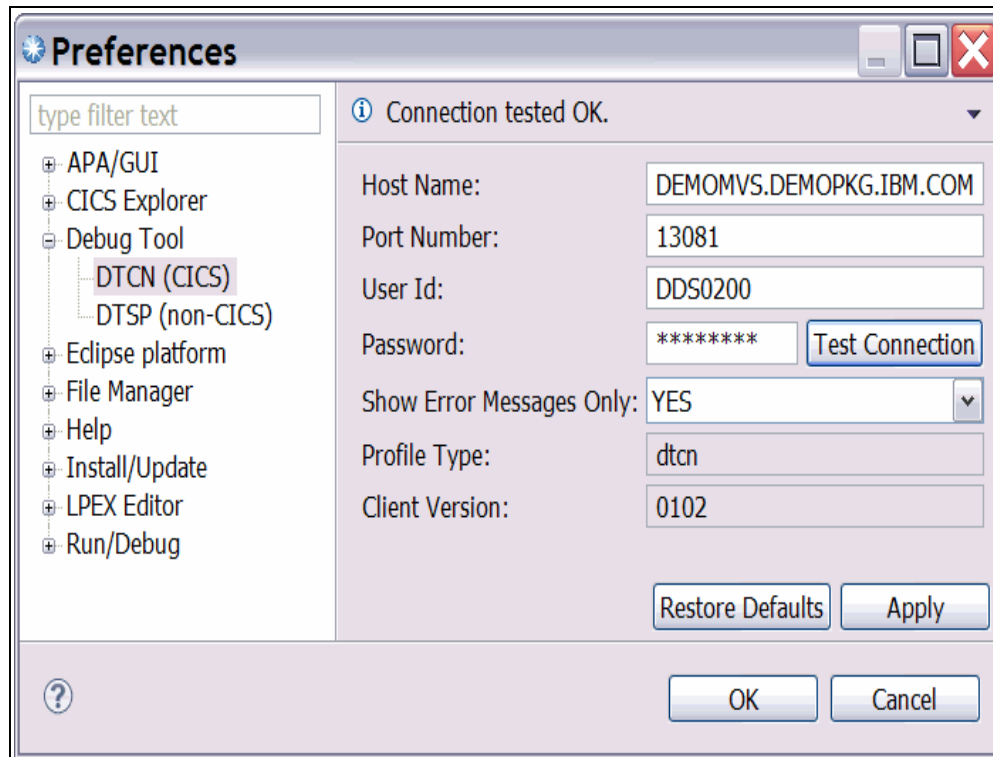 Preferences
type filter text
APA/GUI
CICS Explorer
Debug Tool
DTCN (CICS)
DTSP (non-CICS)
Eclipse platform
File Manager
Help
Install/Update
LPEX Editor
Run/Debug
Connection tested OK.
Host Name: DEMOMVS.DEMOPKG.IBM.COM
Port Number: 13081
User Id: DDS0200
Password: ******** Test Connection
Show Error Messages Only: YES
Profile Type: dtcn
Client Version: 0102
Restore Defaults Apply
? OK Cancel